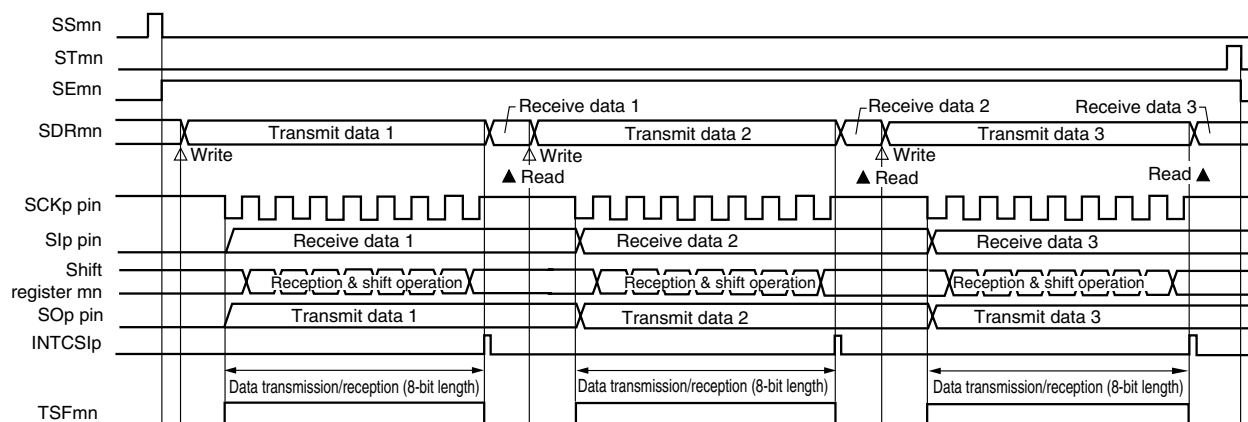 SSmn
STmn
SEmn
Receive data 1 Receive data 2 Receive data 3
SDRmn Transmit data 1 Transmit data 2 Transmit data 3
Write Write Write
Read Read Read
SCKp pin
SIp pin Receive data 1 Receive data 2 Receive data 3
Shift
register mn Reception & shift operation Reception & shift operation Reception & shift operation
SOp pin Transmit data 1 Transmit data 2 Transmit data 3
INTCSIp
Data transmission/reception (8-bit length) Data transmission/reception (8-bit length) Data transmission/reception (8-bit length)
TSFmn